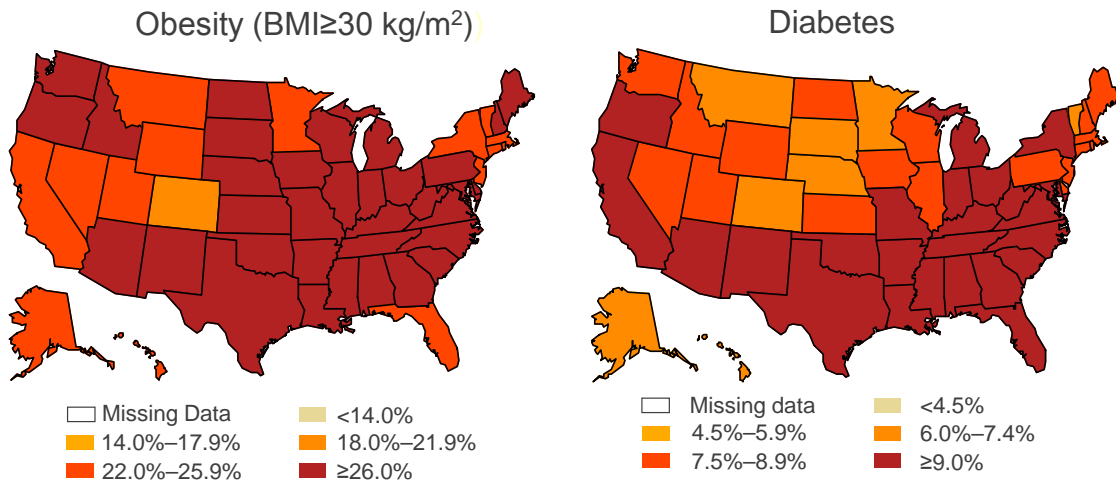 Obesity (BMI≥30 kg/m²)
Diabetes
Missing Data
<14.0%
14.0%–17.9%
18.0%–21.9%
22.0%–25.9%
≥26.0%
Missing data
<4.5%
4.5%–5.9%
6.0%–7.4%
7.5%–8.9%
≥9.0%